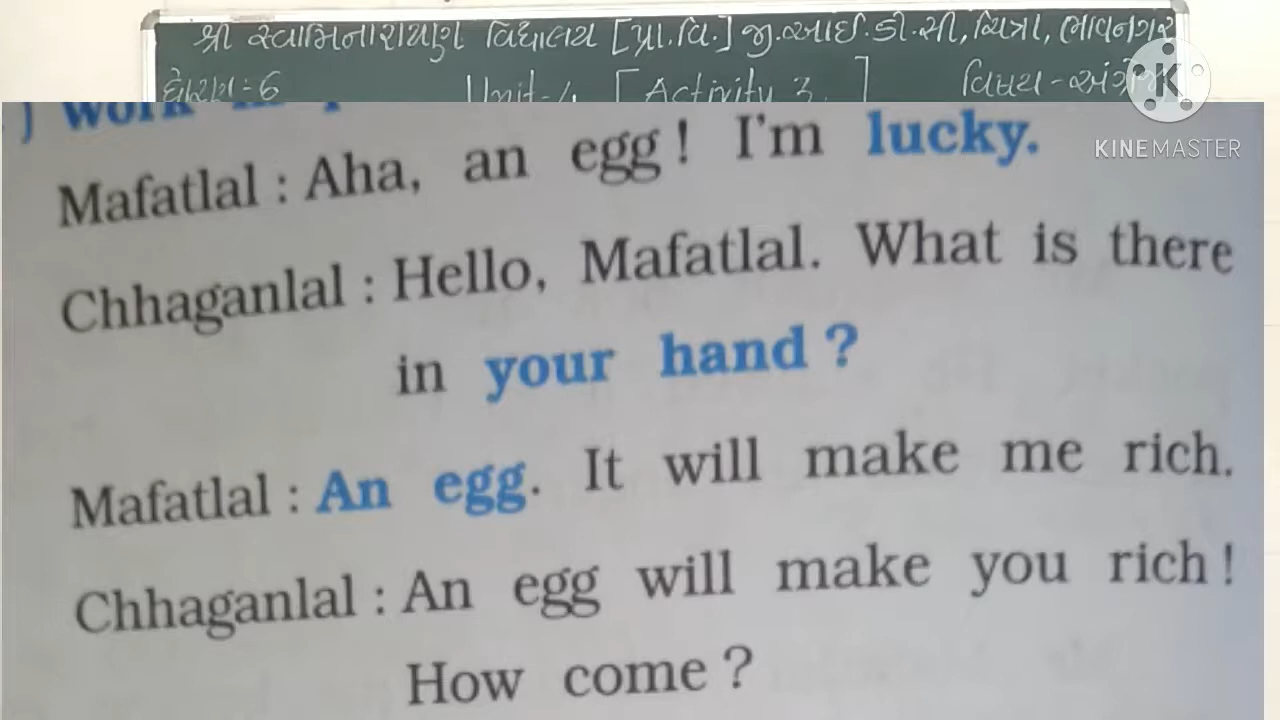 શ્રી સ્વામિનારાયણ વિદ્યાલય [પ્રા.વિ.] જી.આઈ.ડી.સી, ચિત્રા, ભાવનગર
ધોરણ-6 Unit-4 [Activity 3. ] વિષય-અંગ્રેજી
K
KINEMASTER
) work in
Mafatlal : Aha, an egg! I'm lucky.
Chhaganlal : Hello, Mafatlal. What is there
in your hand?
Mafatlal : An egg. It will make me rich.
Chhaganlal : An egg will make you rich!
How come?